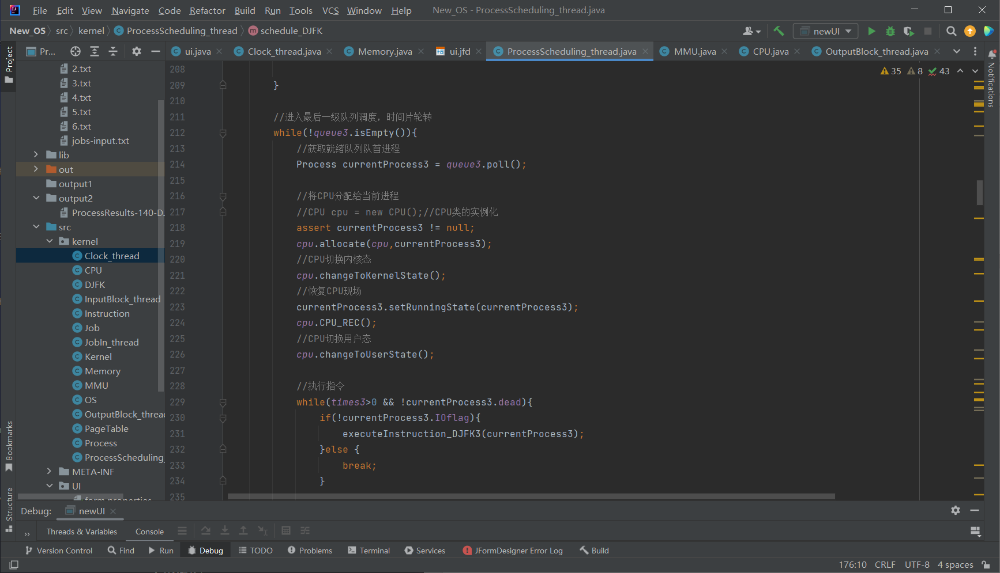 File Edit View Navigate Code Refactor Build Run Tools VCS Window Help New_OS - ProcessScheduling_thread.java
New_OS src kernel ProcessScheduling_thread schedule_DJFK newUI
Project
Pr...
ui.java Clock_thread.java Memory.java ui.jfd ProcessScheduling_thread.java MMU.java CPU.java OutputBlock_thread.java
Notifications
35 8 43
2.txt
3.txt
4.txt
5.txt
6.txt
jobs-input.txt
lib
out
output1
output2
ProcessResults-140-DJ
src
kernel
Clock_thread
CPU
DJFK
InputBlock_thread
Instruction
Job
JobIn_thread
Kernel
Memory
MMU
OS
OutputBlock_thread
PageTable
Process
ProcessScheduling_
META-INF
UI
form.properties
Bookmarks
Structure
208
209 }
210
211 //进入最后一级队列调度，时间片轮转
212 while(!queue3.isEmpty()){
213 //获取就绪队列队首进程
214 Process currentProcess3 = queue3.poll();
215
216 //将CPU分配给当前进程
217 //CPU cpu = new CPU();//CPU类的实例化
218 assert currentProcess3 != null;
219 cpu.allocate(cpu,currentProcess3);
220 //CPU切换内核态
221 cpu.changeToKernelState();
222 //恢复CPU现场
223 currentProcess3.setRunningState(currentProcess3);
224 cpu.CPU_REC();
225 //CPU切换用户态
226 cpu.changeToUserState();
227
228 //执行指令
229 while(times3>0 && !currentProcess3.dead){
230 if(!currentProcess3.IOflag){
231 executeInstruction_DJFK3(currentProcess3);
232 }else {
233 break;
234 }
235
Debug: newUI
Threads & Variables Console
Version Control Find Run Debug TODO Problems Terminal Services JFormDesigner Error Log Build
176:10 CRLF UTF-8 4 spaces